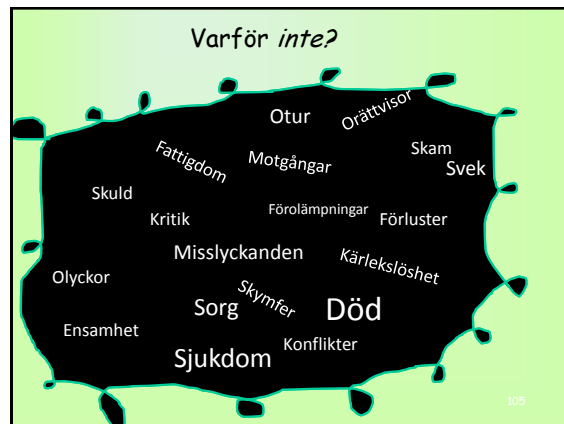 Varför inte?
Otur
Orättvisor
Fattigdom
Motgångar
Skam
Svek
Skuld
Kritik
Förolämpningar
Förluster
Misslyckanden
Kärlekslöshet
Olyckor
Skymfer
Sorg
Död
Ensamhet
Konflikter
Sjukdom
105